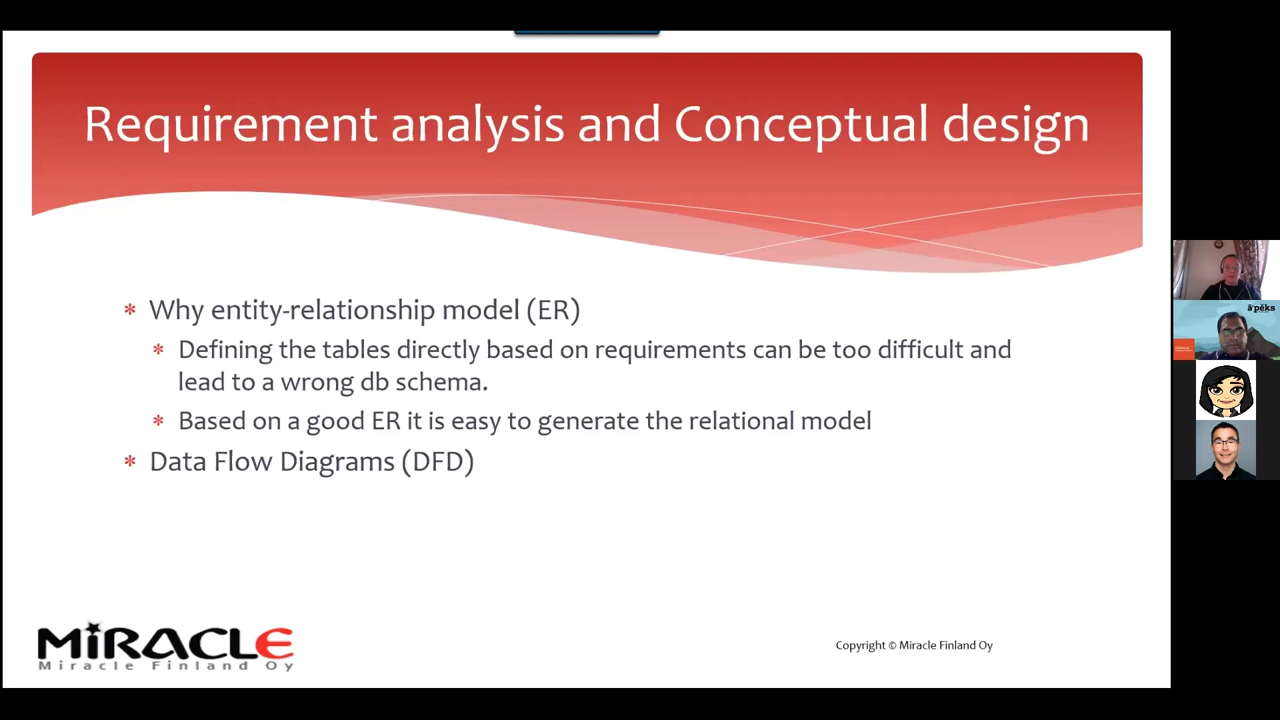 Requirement analysis and Conceptual design
* Why entity-relationship model (ER)
* Defining the tables directly based on requirements can be too difficult and
lead to a wrong db schema.
* Based on a good ER it is easy to generate the relational model
* Data Flow Diagrams (DFD)
MiRACLE
Miracle Finland Oy
Copyright © Miracle Finland Oy
āpěks
ORACLE